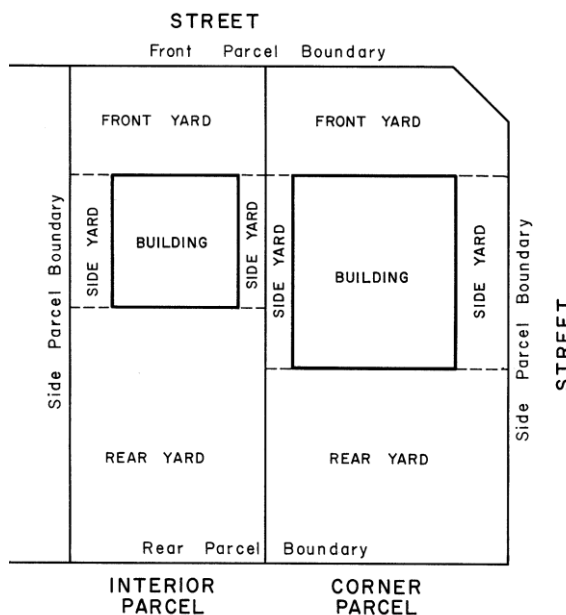 STREET
Front Parcel Boundary
FRONT YARD
FRONT YARD
Side Parcel Boundary
SIDE YARD
BUILDING
SIDE YARD
SIDE YARD
BUILDING
SIDE YARD
Side Parcel Boundary
STREET
REAR YARD
REAR YARD
Rear Parcel Boundary
INTERIOR
PARCEL
CORNER
PARCEL